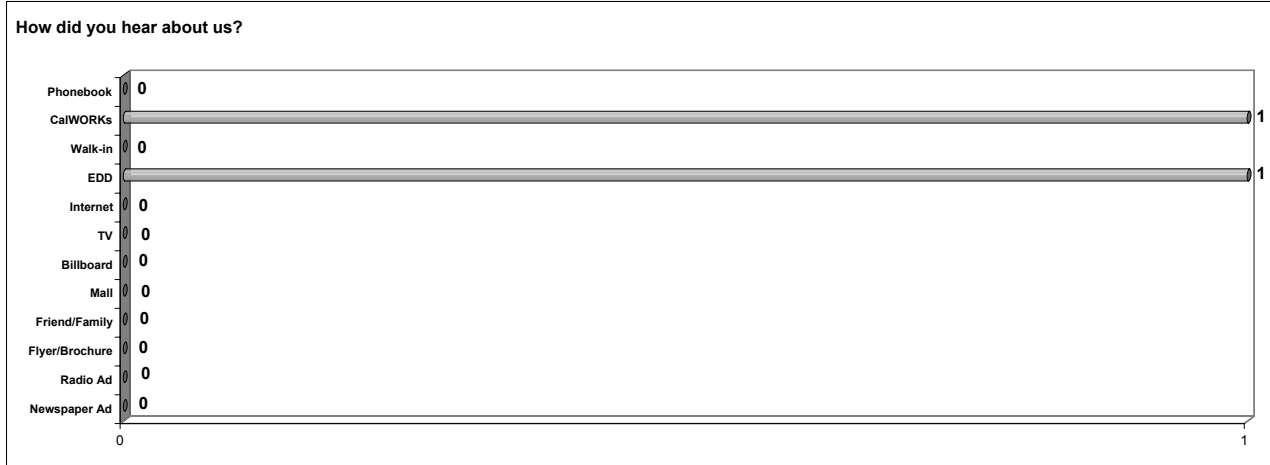 How did you hear about us?
Phonebook 0
CalWORKs 1
Walk-in 0
EDD 1
Internet 0
TV 0
Billboard 0
Mall 0
Friend/Family 0
Flyer/Brochure 0
Radio Ad 0
Newspaper Ad 0
0 1